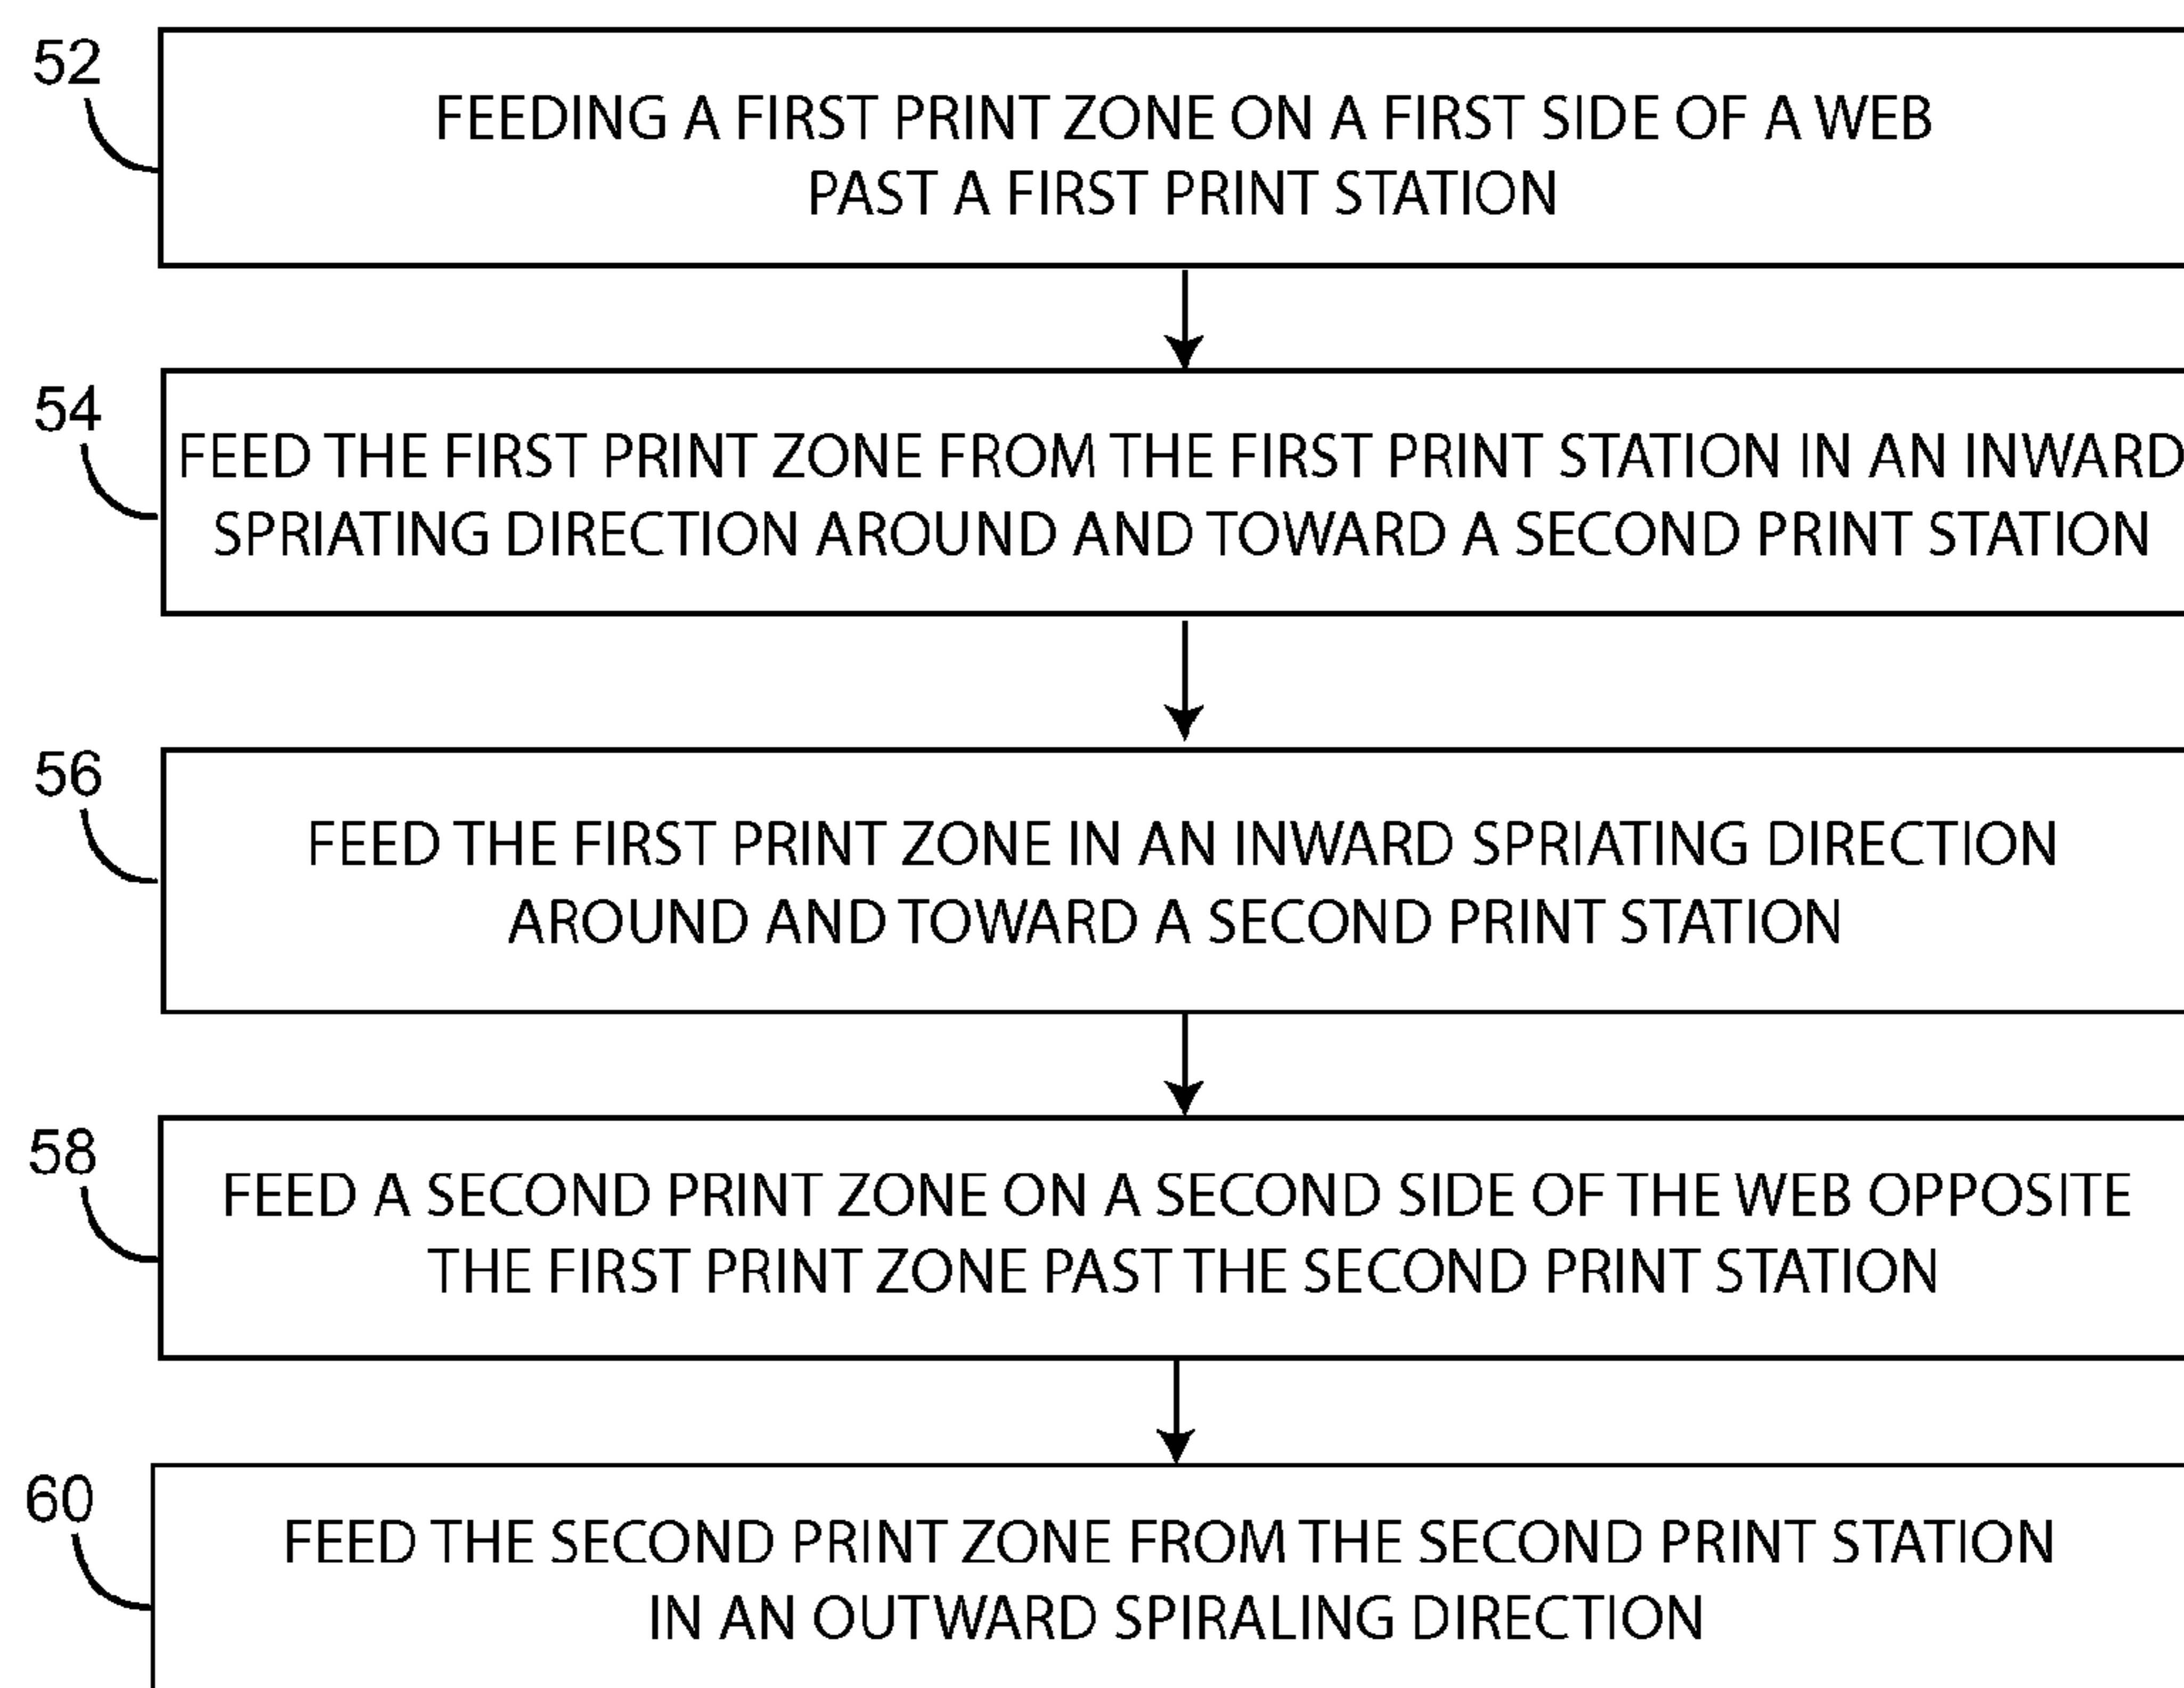 52
FEEDING A FIRST PRINT ZONE ON A FIRST SIDE OF A WEB
PAST A FIRST PRINT STATION
54
FEED THE FIRST PRINT ZONE FROM THE FIRST PRINT STATION IN AN INWARD
SPRIATING DIRECTION AROUND AND TOWARD A SECOND PRINT STATION
56
FEED THE FIRST PRINT ZONE IN AN INWARD SPRIATING DIRECTION
AROUND AND TOWARD A SECOND PRINT STATION
58
FEED A SECOND PRINT ZONE ON A SECOND SIDE OF THE WEB OPPOSITE
THE FIRST PRINT ZONE PAST THE SECOND PRINT STATION
60
FEED THE SECOND PRINT ZONE FROM THE SECOND PRINT STATION
IN AN OUTWARD SPIRALING DIRECTION